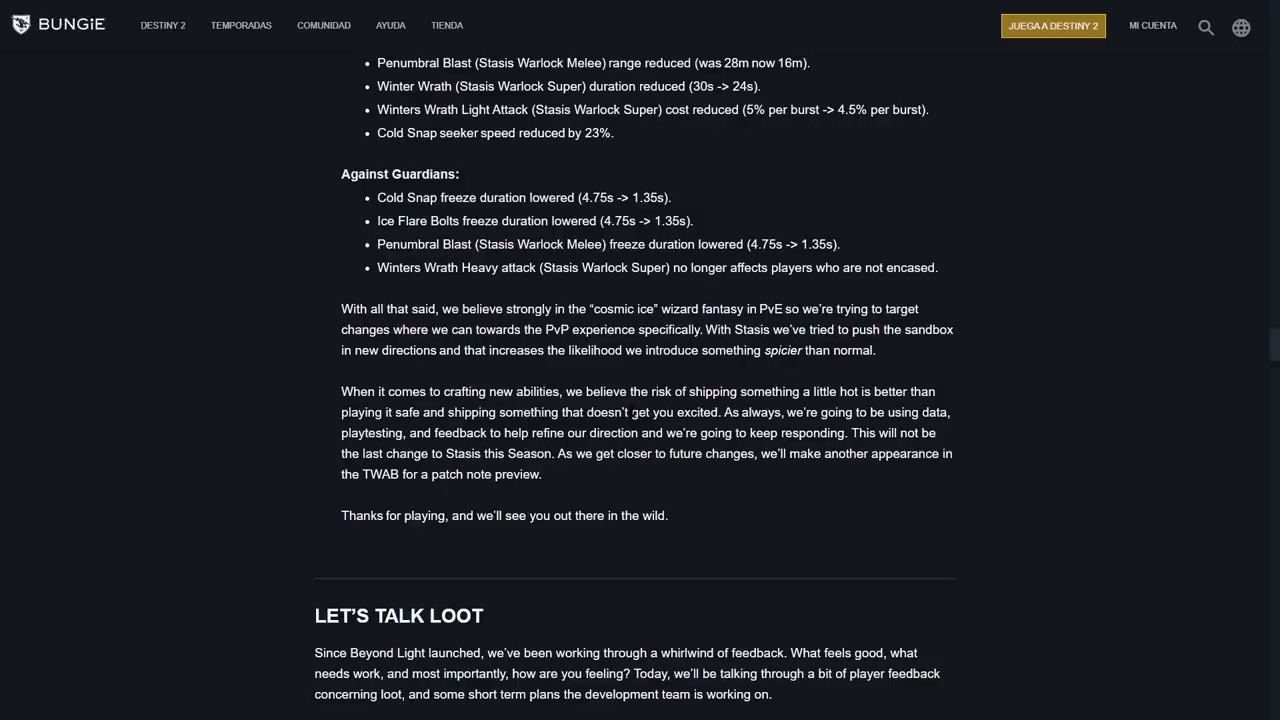 BUNGiE DESTINY 2 TEMPORADAS COMUNIDAD AYUDA TIENDA JUEGA A DESTINY 2 MI CUENTA
• Penumbral Blast (Stasis Warlock Melee) range reduced (was 28m now 16m).
• Winter Wrath (Stasis Warlock Super) duration reduced (30s -> 24s).
• Winters Wrath Light Attack (Stasis Warlock Super) cost reduced (5% per burst -> 4.5% per burst).
• Cold Snap seeker speed reduced by 23%.
Against Guardians:
• Cold Snap freeze duration lowered (4.75s -> 1.35s).
• Ice Flare Bolts freeze duration lowered (4.75s -> 1.35s).
• Penumbral Blast (Stasis Warlock Melee) freeze duration lowered (4.75s -> 1.35s).
• Winters Wrath Heavy attack (Stasis Warlock Super) no longer affects players who are not encased.
With all that said, we believe strongly in the “cosmic ice” wizard fantasy in PvE so we’re trying to target
changes where we can towards the PvP experience specifically. With Stasis we’ve tried to push the sandbox
in new directions and that increases the likelihood we introduce something spicier than normal.
When it comes to crafting new abilities, we believe the risk of shipping something a little hot is better than
playing it safe and shipping something that doesn’t get you excited. As always, we’re going to be using data,
playtesting, and feedback to help refine our direction and we’re going to keep responding. This will not be
the last change to Stasis this Season. As we get closer to future changes, we’ll make another appearance in
the TWAB for a patch note preview.
Thanks for playing, and we’ll see you out there in the wild.
LET’S TALK LOOT
Since Beyond Light launched, we’ve been working through a whirlwind of feedback. What feels good, what
needs work, and most importantly, how are you feeling? Today, we’ll be talking through a bit of player feedback
concerning loot, and some short term plans the development team is working on.